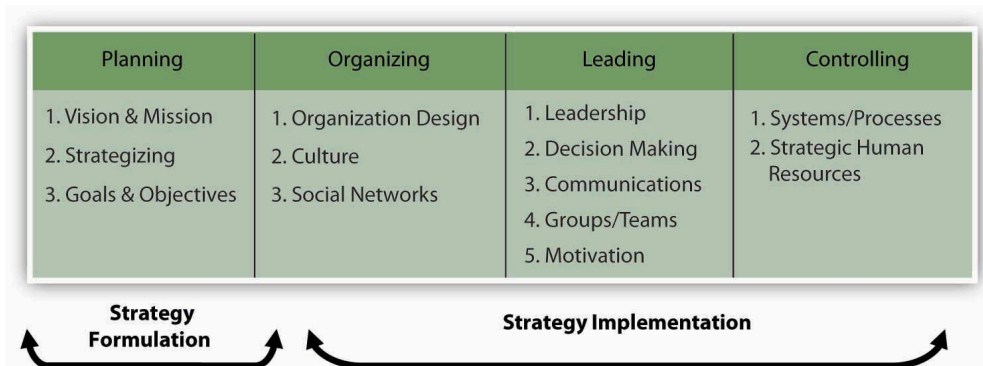 Planning
Organizing
Leading
Controlling
1. Vision & Mission
2. Strategizing
3. Goals & Objectives
1. Organization Design
2. Culture
3. Social Networks
1. Leadership
2. Decision Making
3. Communications
4. Groups/Teams
5. Motivation
1. Systems/Processes
2. Strategic Human
Resources
Strategy
Formulation
Strategy Implementation